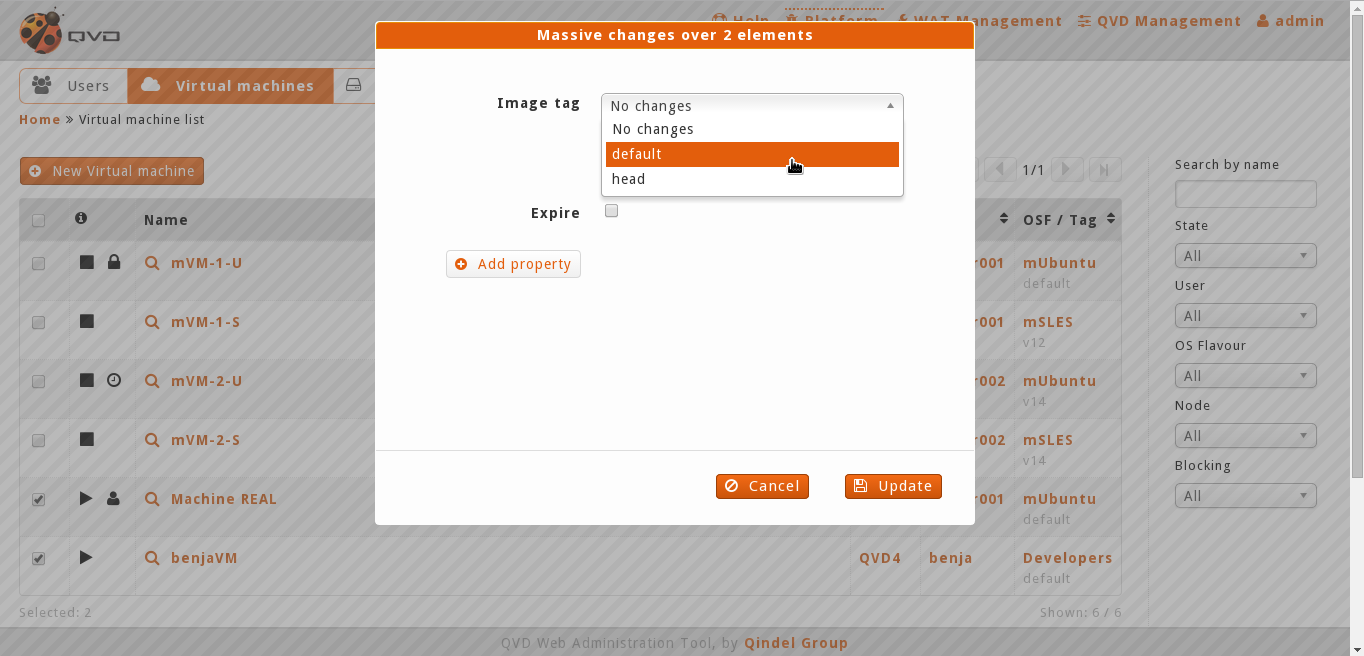 QVD
Help Platform WAT Management QVD Management admin
Massive changes over 2 elements
Users Virtual machines
Home » Virtual machine list
Image tag No changes
No changes
default
head
New Virtual machine
1/1
Search by name
Name
OSF / Tag
Expire
State
All
Add property
mVM-1-U r001 mUbuntu
default
User
All
mVM-1-S r001 mSLES
v12
OS Flavour
All
mVM-2-U r002 mUbuntu
v14
Node
All
mVM-2-S r002 mSLES
v14
Blocking
All
Cancel Update
Machine REAL r001 mUbuntu
default
benjaVM QVD4 benja Developers
default
Selected: 2 Shown: 6 / 6
QVD Web Administration Tool, by Qindel Group